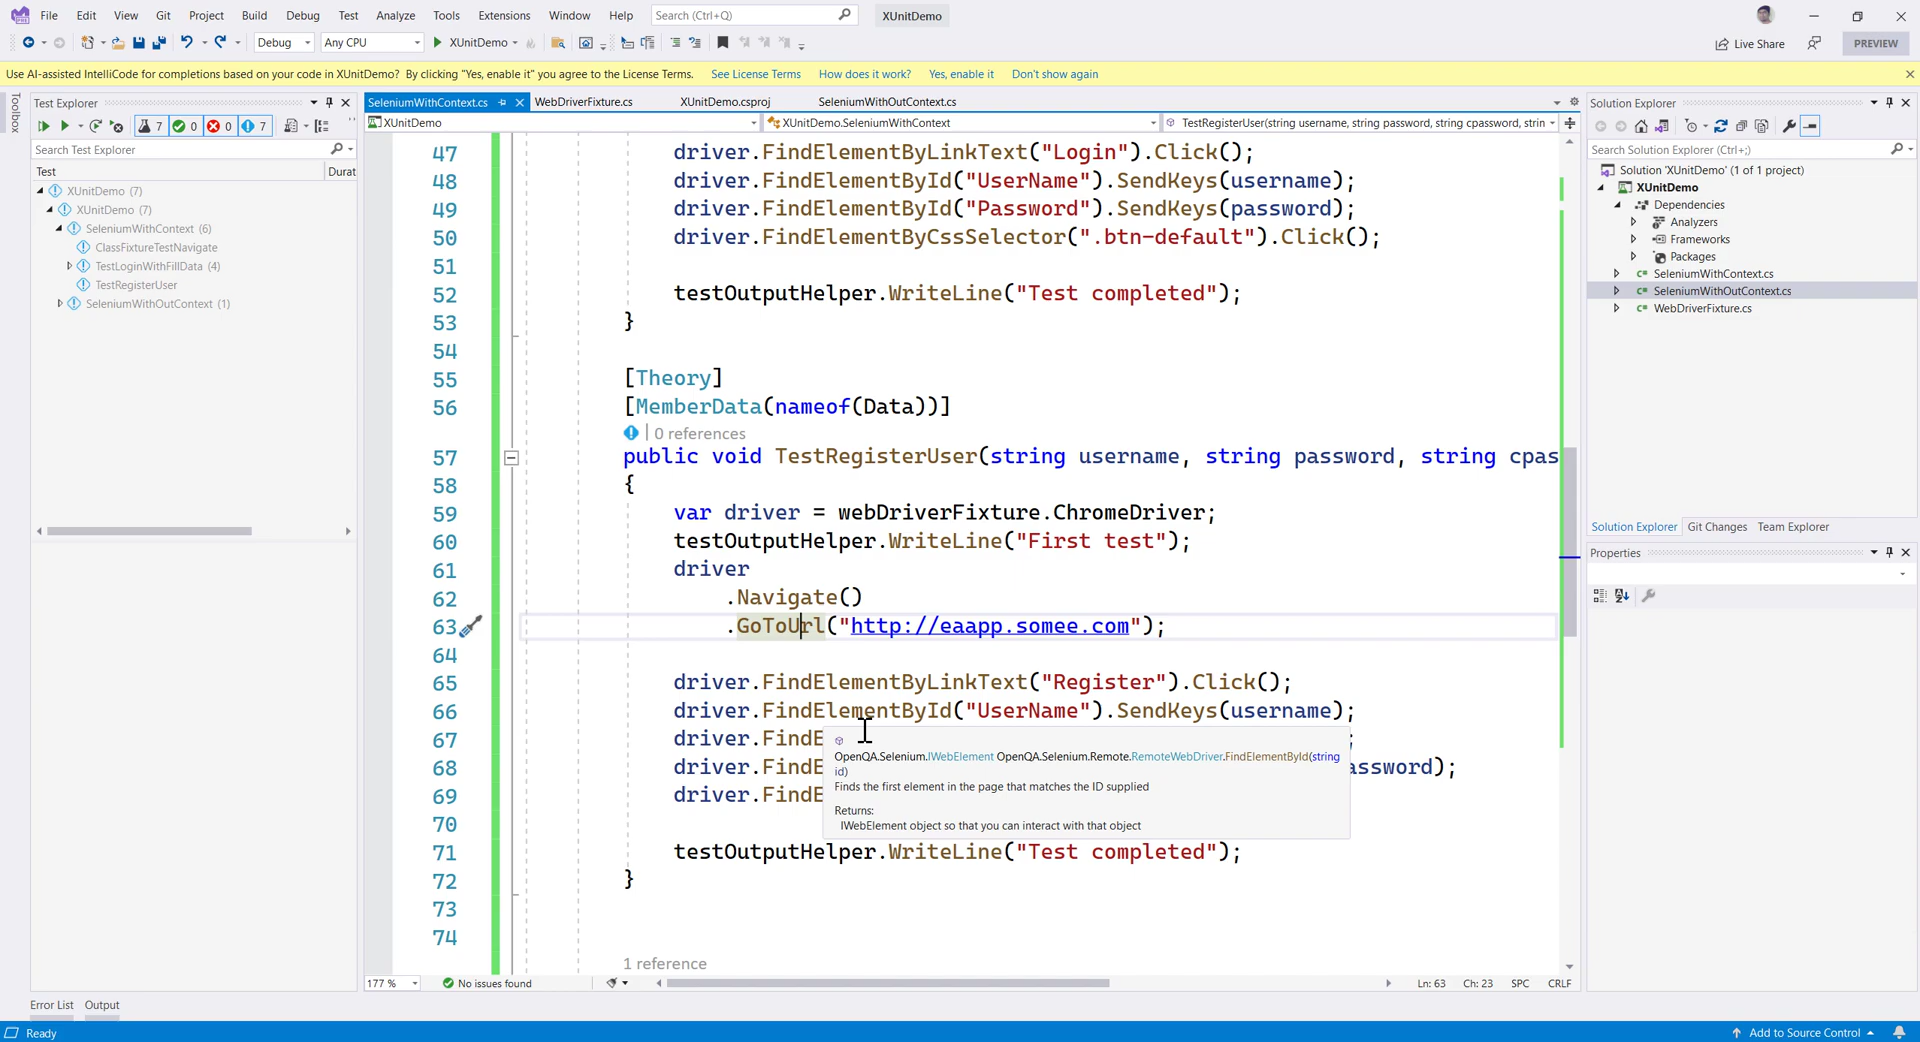 File Edit View Git Project Build Debug Test Analyze Tools Extensions Window Help Search (Ctrl+Q) XUnitDemo
Debug Any CPU XUnitDemo Live Share PREVIEW
Use AI-assisted IntelliCode for completions based on your code in XUnitDemo? By clicking "Yes, enable it" you agree to the License Terms. See License Terms How does it work? Yes, enable it Don't show again
Toolbox
Test Explorer
7 0 0 7
Search Test Explorer
Test Durat
XUnitDemo (7)
XUnitDemo (7)
SeleniumWithContext (6)
ClassFixtureTestNavigate
TestLoginWithFillData (4)
TestRegisterUser
SeleniumWithOutContext (1)
SeleniumWithContext.cs WebDriverFixture.cs XUnitDemo.csproj SeleniumWithOutContext.cs
XUnitDemo XUnitDemo.SeleniumWithContext TestRegisterUser(string username, string password, string cpassword, strin
47 driver.FindElementByLinkText("Login").Click();
48 driver.FindElementById("UserName").SendKeys(username);
49 driver.FindElementById("Password").SendKeys(password);
50 driver.FindElementByCssSelector(".btn-default").Click();
51
52 testOutputHelper.WriteLine("Test completed");
53 }
54
55 [Theory]
56 [MemberData(nameof(Data))]
0 references
57 public void TestRegisterUser(string username, string password, string cpas
58 {
59 var driver = webDriverFixture.ChromeDriver;
60 testOutputHelper.WriteLine("First test");
61 driver
62 .Navigate()
63 .GoToUrl("http://eaapp.somee.com");
64
65 driver.FindElementByLinkText("Register").Click();
66 driver.FindElementById("UserName").SendKeys(username);
67 driver.FindE ;
68 driver.FindE assword);
69 driver.FindE
OpenQA.Selenium.IWebElement OpenQA.Selenium.Remote.RemoteWebDriver.FindElementById(string
id)
Finds the first element in the page that matches the ID supplied
Returns:
IWebElement object so that you can interact with that object
70
71 testOutputHelper.WriteLine("Test completed");
72 }
73
74
1 reference
177 % No issues found Ln: 63 Ch: 23 SPC CRLF
Solution Explorer
Search Solution Explorer (Ctrl+;)
Solution 'XUnitDemo' (1 of 1 project)
XUnitDemo
Dependencies
Analyzers
Frameworks
Packages
SeleniumWithContext.cs
SeleniumWithOutContext.cs
WebDriverFixture.cs
Solution Explorer Git Changes Team Explorer
Properties
Error List Output
Ready Add to Source Control